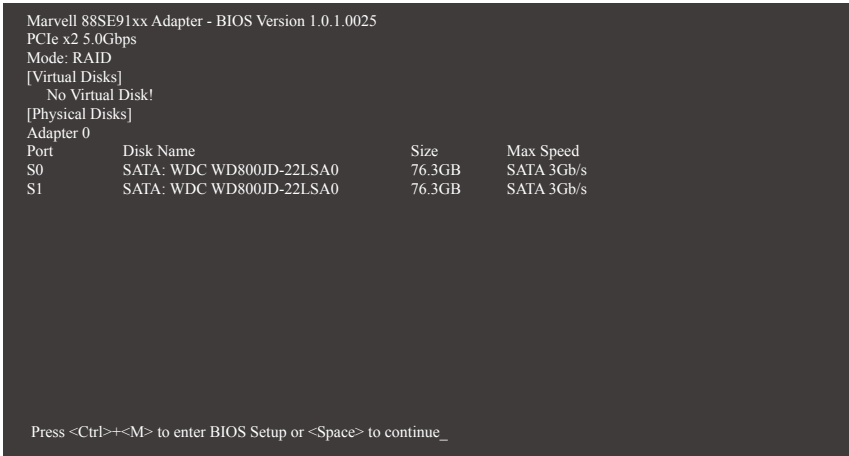 Marvell 88SE91xx Adapter - BIOS Version 1.0.1.0025
PCIe x2 5.0Gbps
Mode: RAID
[Virtual Disks]
No Virtual Disk!
[Physical Disks]
Adapter 0
Port Disk Name Size Max Speed
S0 SATA: WDC WD800JD-22LSA0 76.3GB SATA 3Gb/s
S1 SATA: WDC WD800JD-22LSA0 76.3GB SATA 3Gb/s
Press <Ctrl>+<M> to enter BIOS Setup or <Space> to continue_